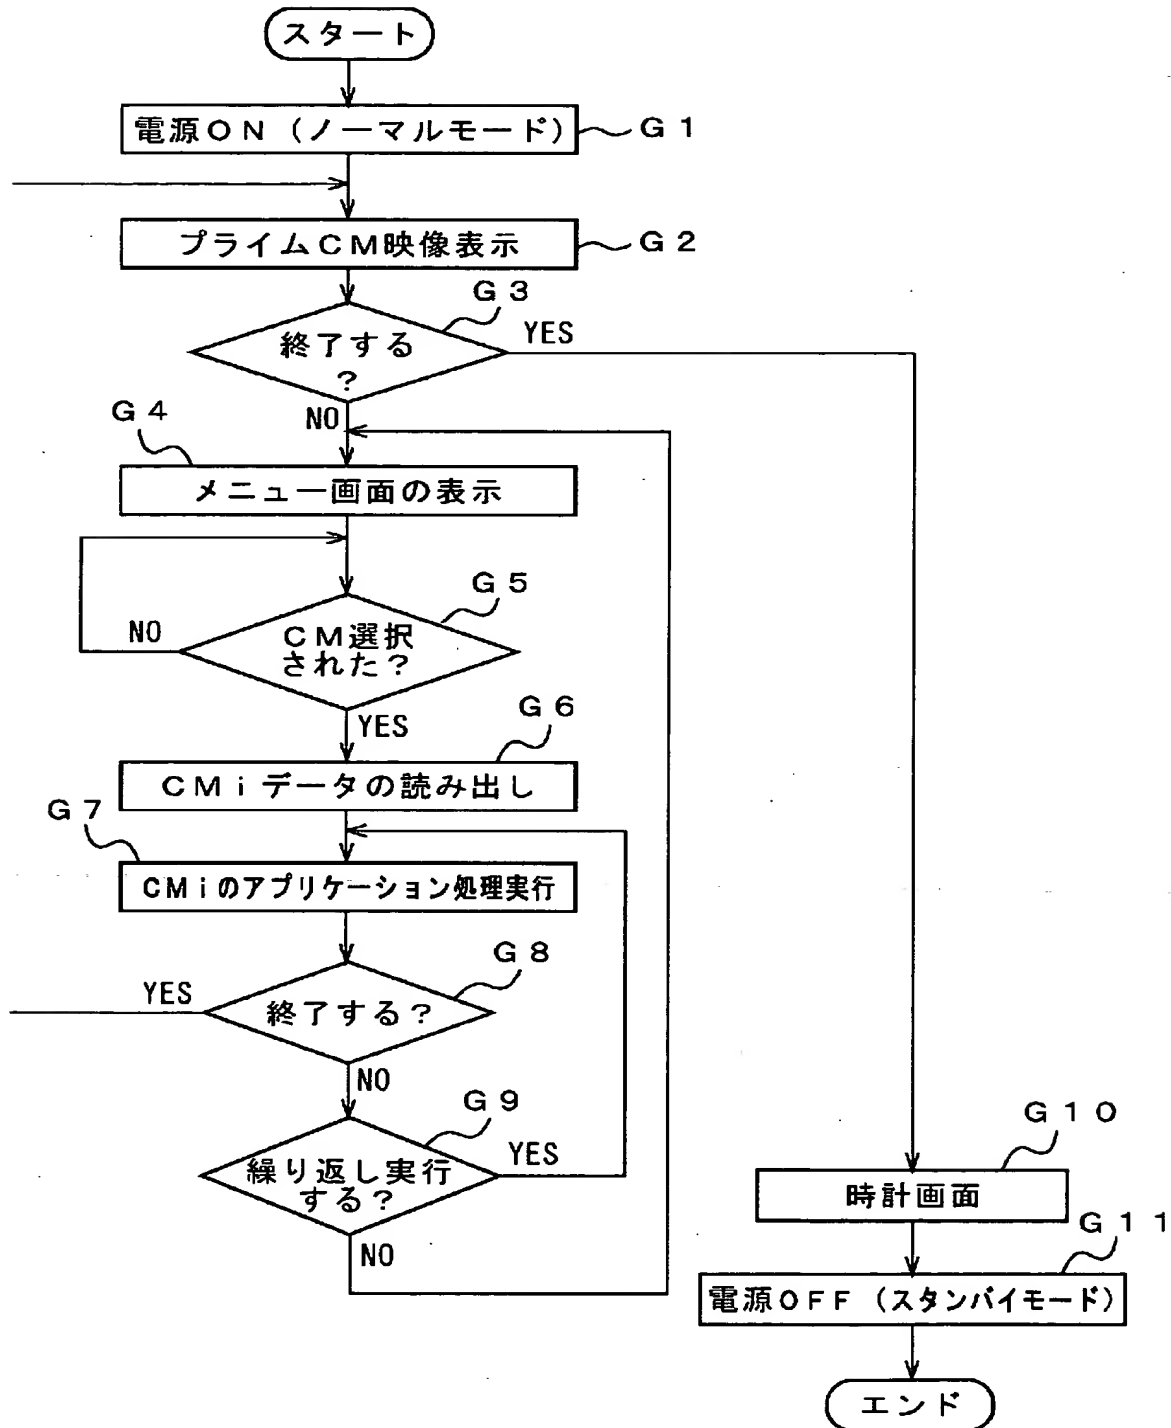 スタート
電源ON（ノーマルモード）
G1
プライムCM映像表示
G2
G3
終了する
？
YES
NO
G4
メニュー画面の表示
G5
CM選択
された？
NO
YES
G6
CMiデータの読み出し
G7
CMiのアプリケーション処理実行
G8
終了する？
YES
NO
G9
繰り返し実行
する？
YES
NO
G10
時計画面
G11
電源OFF（スタンバイモード）
エンド